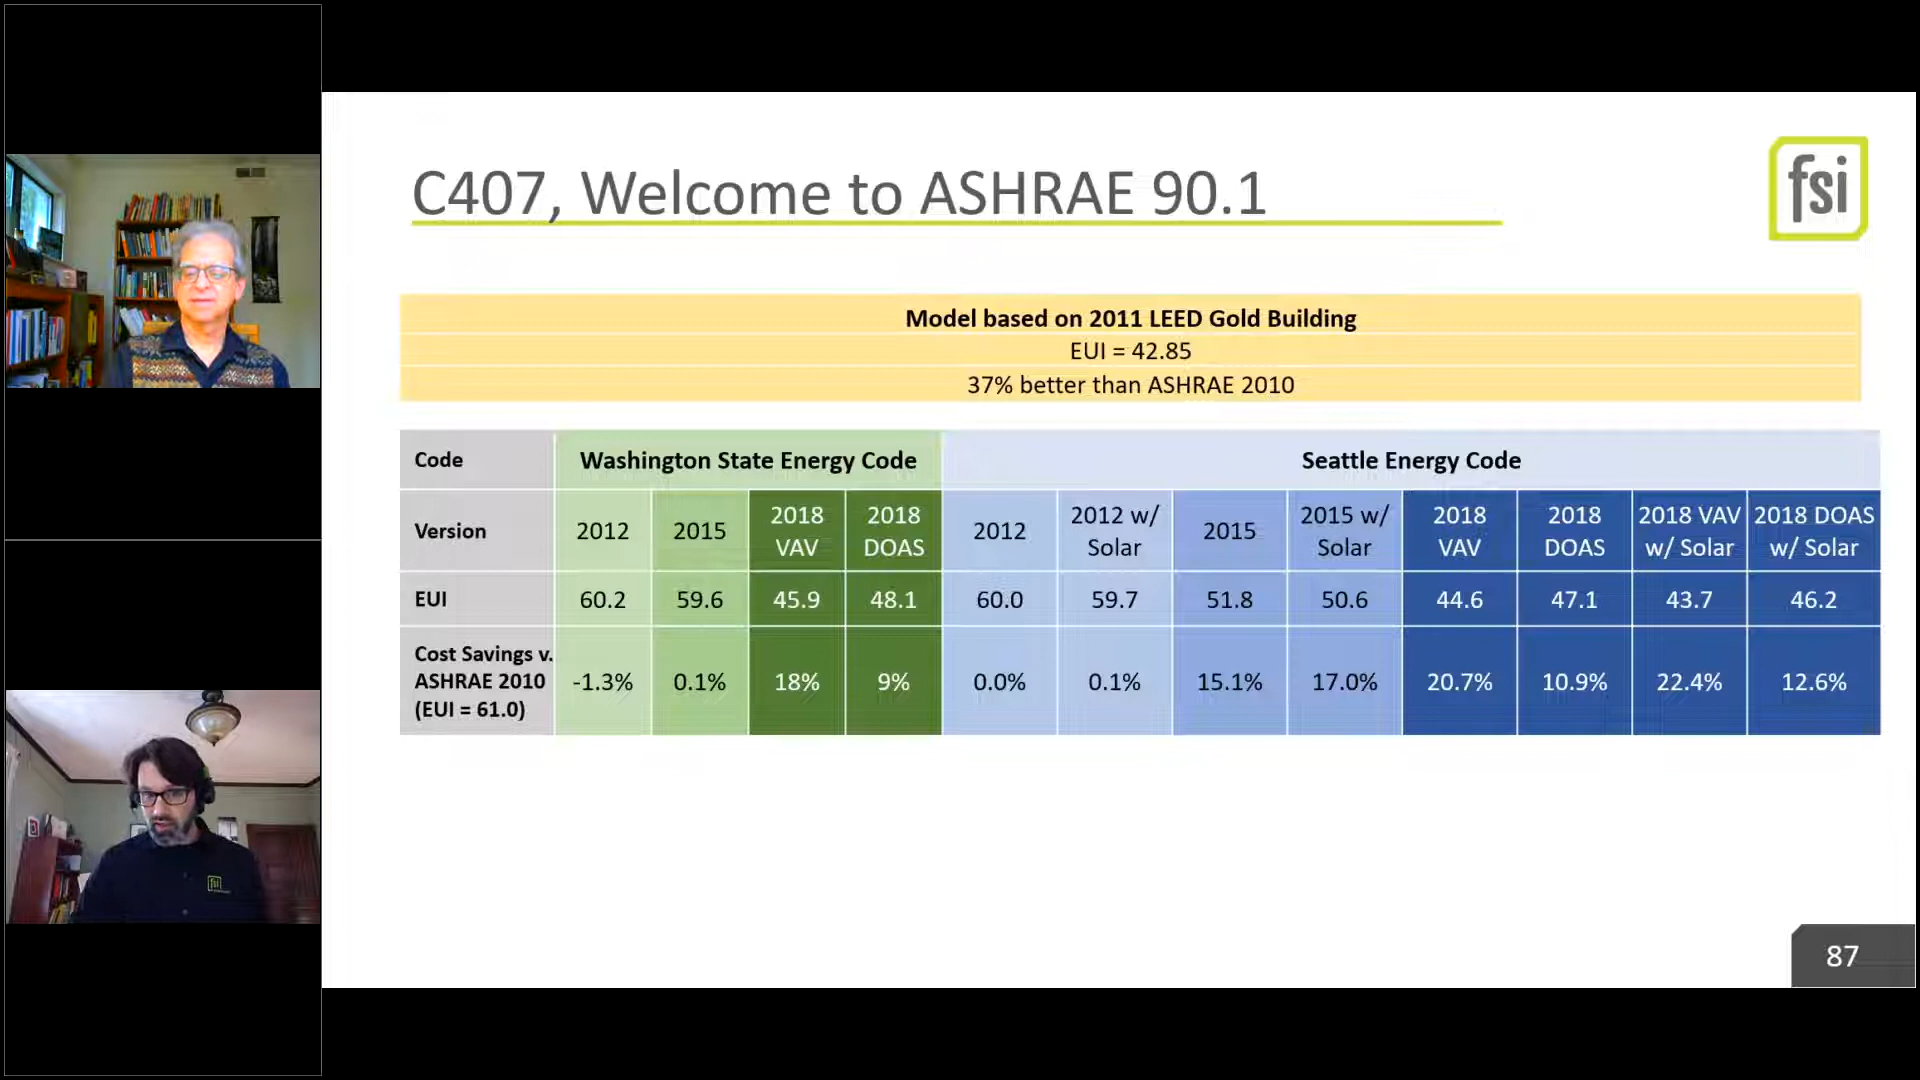 C407, Welcome to ASHRAE 90.1
fsi
Model based on 2011 LEED Gold Building
EUI = 42.85
37% better than ASHRAE 2010
Code Washington State Energy Code Seattle Energy Code
Version 2012 2015 2018 VAV 2018 DOAS 2012 2012 w/ Solar 2015 2015 w/ Solar 2018 VAV 2018 DOAS 2018 VAV w/ Solar 2018 DOAS w/ Solar
EUI 60.2 59.6 45.9 48.1 60.0 59.7 51.8 50.6 44.6 47.1 43.7 46.2
Cost Savings v. ASHRAE 2010 (EUI = 61.0) -1.3% 0.1% 18% 9% 0.0% 0.1% 15.1% 17.0% 20.7% 10.9% 22.4% 12.6%
fsi
87